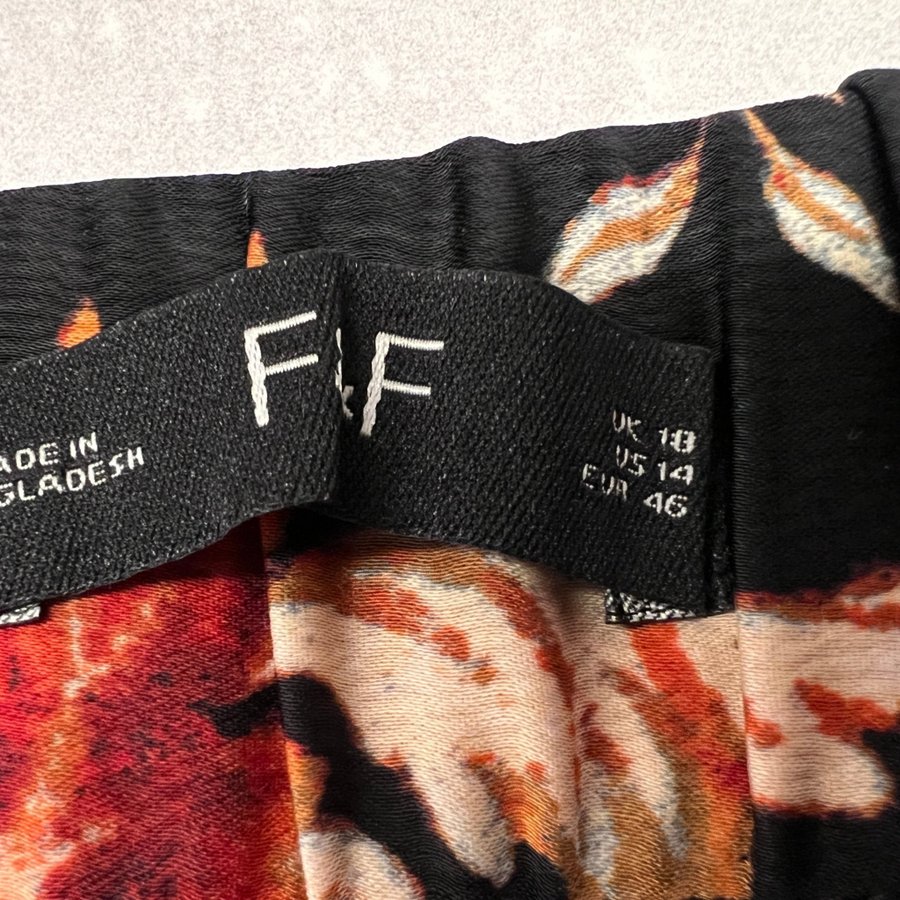 F&F
ADE IN
GLADESH
UK 18
US 14
EUR 46